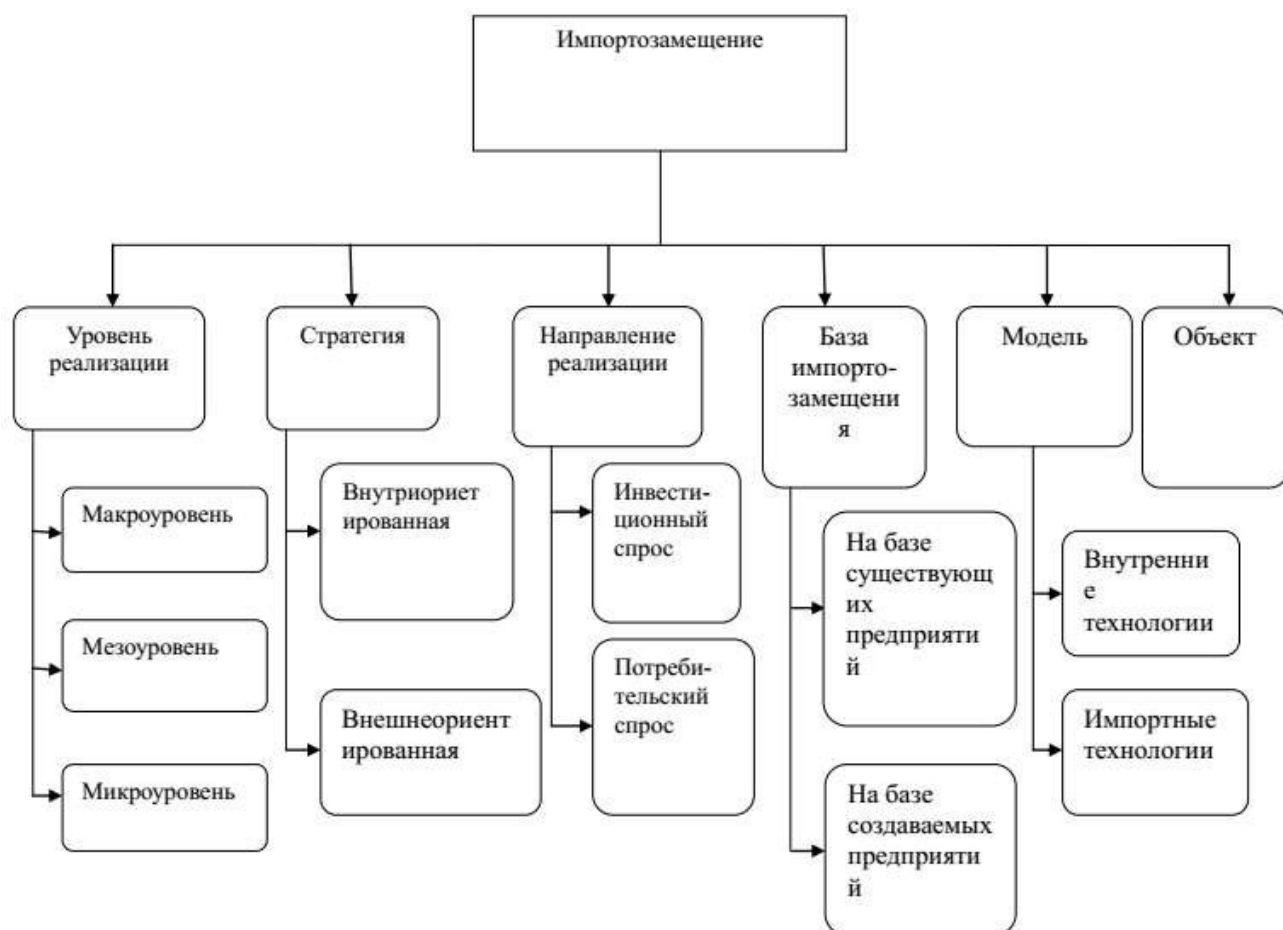 Импортозамещение
Уровень
реализации
Стратегия
Направление
реализации
База
импорто-
замещени
я
Модель
Объект
Макроуровень
Мезоуровень
Микроуровень
Внутриориет
ированная
Внешнеориент
ированная
Инвести-
ционный
спрос
Потреби-
тельский
спрос
На базе
существующ
их
предприяти
й
На базе
создаваемых
предприяти
й
Внутренни
е
технологии
Импортные
технологии